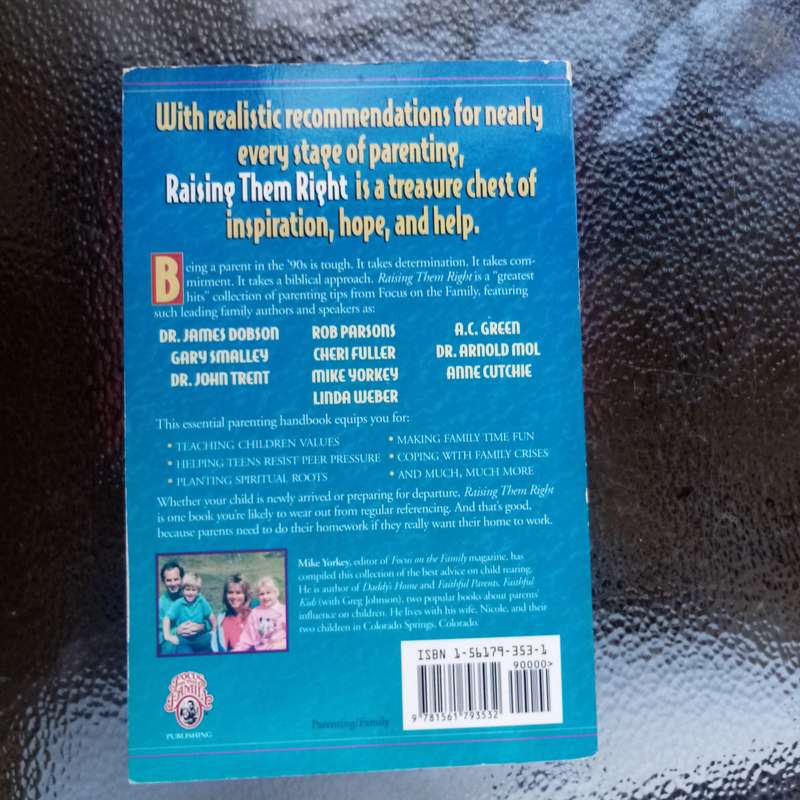 With realistic recommendations for nearly
every stage of parenting,
Raising Them Right is a treasure chest of
inspiration, hope, and help.
Being a parent in the '90s is tough. It takes determination. It takes com-
mitment. It takes a biblical approach. Raising Them Right is a "greatest
hits" collection of parenting tips from Focus on the Family, featuring
such leading family authors and speakers as:
DR. JAMES DOBSON
GARY SMALLEY
DR. JOHN TRENT
ROB PARSONS
CHERI FULLER
MIKE YORKEY
LINDA WEBER
A.C. GREEN
DR. ARNOLD MOL
ANNE CUTCHIE
This essential parenting handbook equips you for:
• TEACHING CHILDREN VALUES
• HELPING TEENS RESIST PEER PRESSURE
• PLANTING SPIRITUAL ROOTS
• MAKING FAMILY TIME FUN
• COPING WITH FAMILY CRISES
• AND MUCH, MUCH MORE
Whether your child is newly arrived or preparing for departure, Raising Them Right
is one book you're likely to wear out from regular referencing. And that's good,
because parents need to do their homework if they really want their home to work.
Mike Yorkey, editor of Focus on the Family magazine, has
compiled this collection of the best advice on child rearing.
He is author of Daddy's Home and Faithful Parents, Faithful
Kids (with Greg Johnson), two popular books about parents'
influence on children. He lives with his wife, Nicole, and their
two children in Colorado Springs, Colorado.
FOCUS
FAMILY
PUBLISHING
Parenting/Family
ISBN 1-56179-353-1
90000>
9 781561 793532